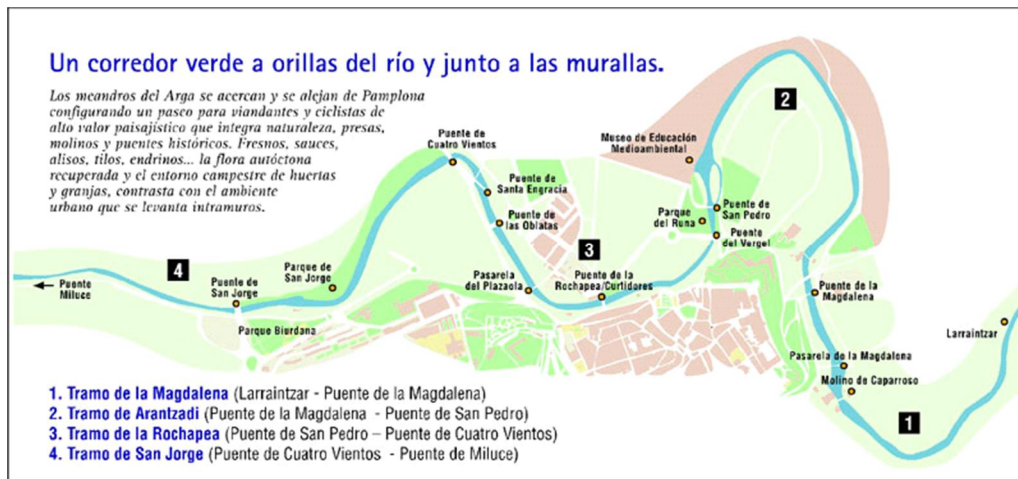 Un corredor verde a orillas del río y junto a las murallas.
Los meandros del Arga se acercan y se alejan de Pamplona
configurando un paseo para viandantes y ciclistas de
alto valor paisajístico que integra naturaleza, presas,
molinos y puentes históricos. Fresnos, sauces,
alisos, tilos, endrinos... la flora autóctona
recuperada y el entorno campestre de huertas
y granjas, contrasta con el ambiente
urbano que se levanta intramuros.
Puente de
Cuatro Vientos
Museo de Educación
Medioambiental
2
Puente de
Santa Engracia
Puente de
las Oblatas
Parque
del Runa
Puente de
San Pedro
Puente
del Vergel
3
4
Puente
Miluce
Puente de
San Jorge
Parque de
San Jorge
Pasarela
del Plazaola
Puente de la
Rochapea/Curtidores
Puente de la
Magdalena
Larraintzar
Parque Biurdana
Pasarela de la Magdalena
Molino de Caparroso
1
1. Tramo de la Magdalena (Larraintzar - Puente de la Magdalena)
2. Tramo de Arantzadi (Puente de la Magdalena - Puente de San Pedro)
3. Tramo de la Rochapea (Puente de San Pedro – Puente de Cuatro Vientos)
4. Tramo de San Jorge (Puente de Cuatro Vientos - Puente de Miluce)